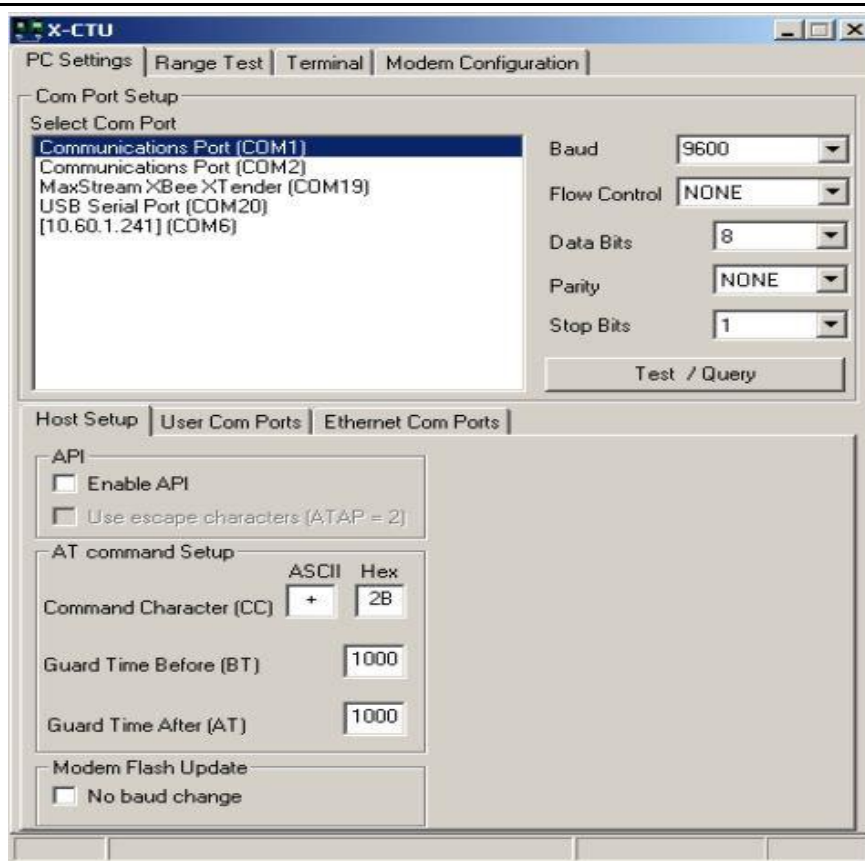 X-CTU
PC Settings Range Test Terminal Modem Configuration
Com Port Setup
Select Com Port
Communications Port (COM1)
Communications Port (COM2)
MaxStream XBee XTender (COM19)
USB Serial Port (COM20)
[10.60.1.241] (COM6)
Baud 9600
Flow Control NONE
Data Bits 8
Parity NONE
Stop Bits 1
Test / Query
Host Setup User Com Ports Ethernet Com Ports
API
Enable API
Use escape characters (ATAP = 2)
AT command Setup
ASCII Hex
Command Character (CC) + 2B
Guard Time Before (BT) 1000
Guard Time After (AT) 1000
Modem Flash Update
No baud change